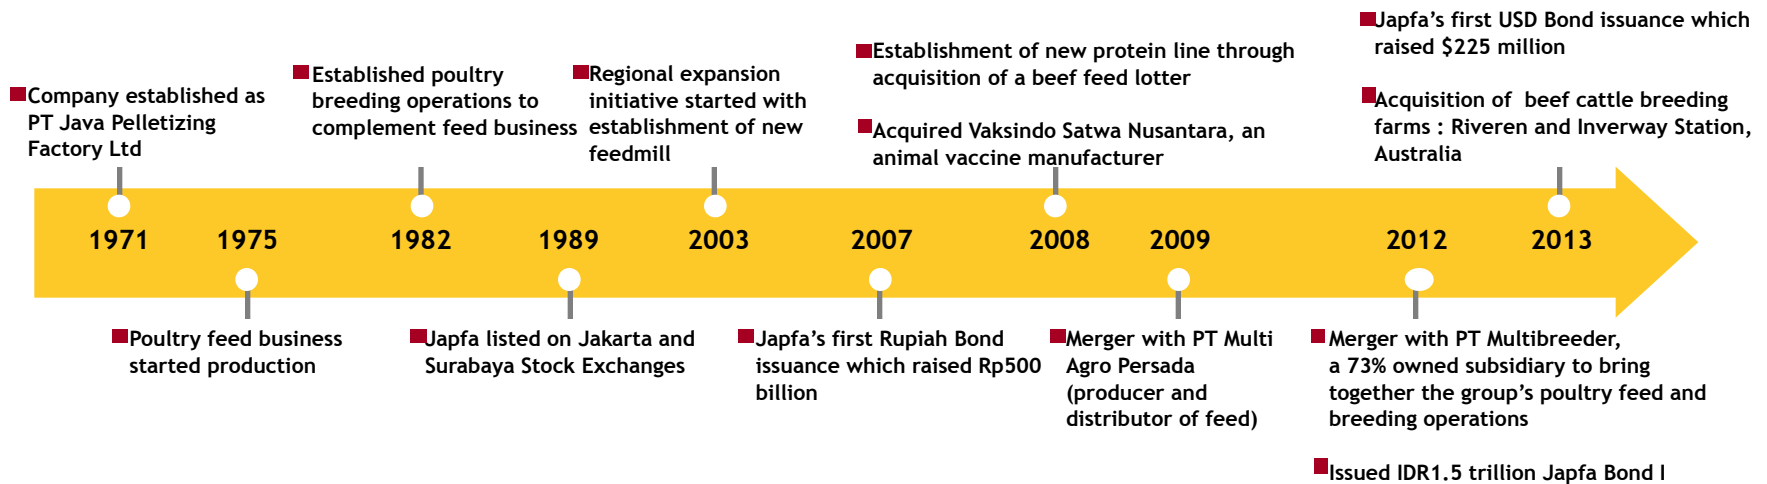 Japfa’s first USD Bond issuance which
raised $225 million
Establishment of new protein line through
acquisition of a beef feed lotter
Established poultry
breeding operations to
complement feed business
Regional expansion
initiative started with
establishment of new
feedmill
Company established as
PT Java Pelletizing
Factory Ltd
Acquired Vaksindo Satwa Nusantara, an
animal vaccine manufacturer
Acquisition of  beef cattle breeding
farms : Riveren and Inverway Station,
Australia
1971 1975 1982 1989 2003 2007 2008 2009 2012 2013
Poultry feed business
started production
Japfa listed on Jakarta and
Surabaya Stock Exchanges
Japfa’s first Rupiah Bond
issuance which raised Rp500
billion
Merger with PT Multi
Agro Persada
(producer and
distributor of feed)
Merger with PT Multibreeder,
a 73% owned subsidiary to bring
together the group’s poultry feed and
breeding operations
Issued IDR1.5 trillion Japfa Bond I